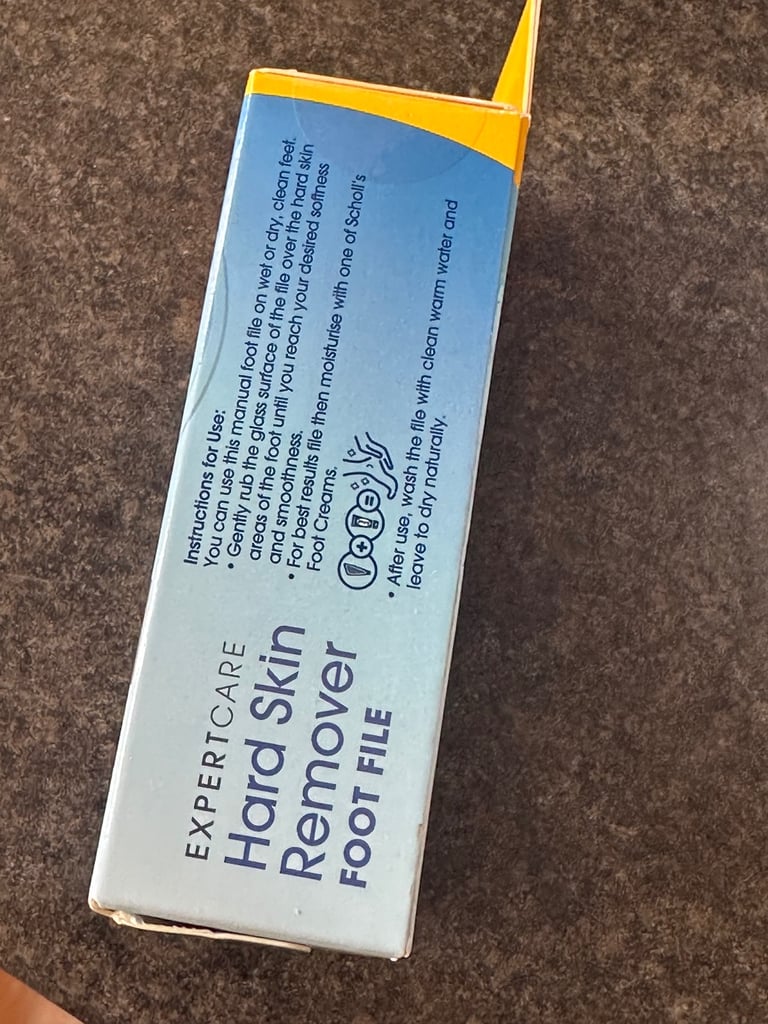 EXPERTCARE
Hard Skin
Remover
FOOT FILE
Instructions for Use:
You can use this manual foot file on wet or dry, clean feet.
• Gently rub the glass surface of the file over the hard skin
areas of the foot until you reach your desired softness
and smoothness.
• For best results file then moisturise with one of Scholl's
Foot Creams.
• After use, wash the file with clean warm water and
leave to dry naturally.